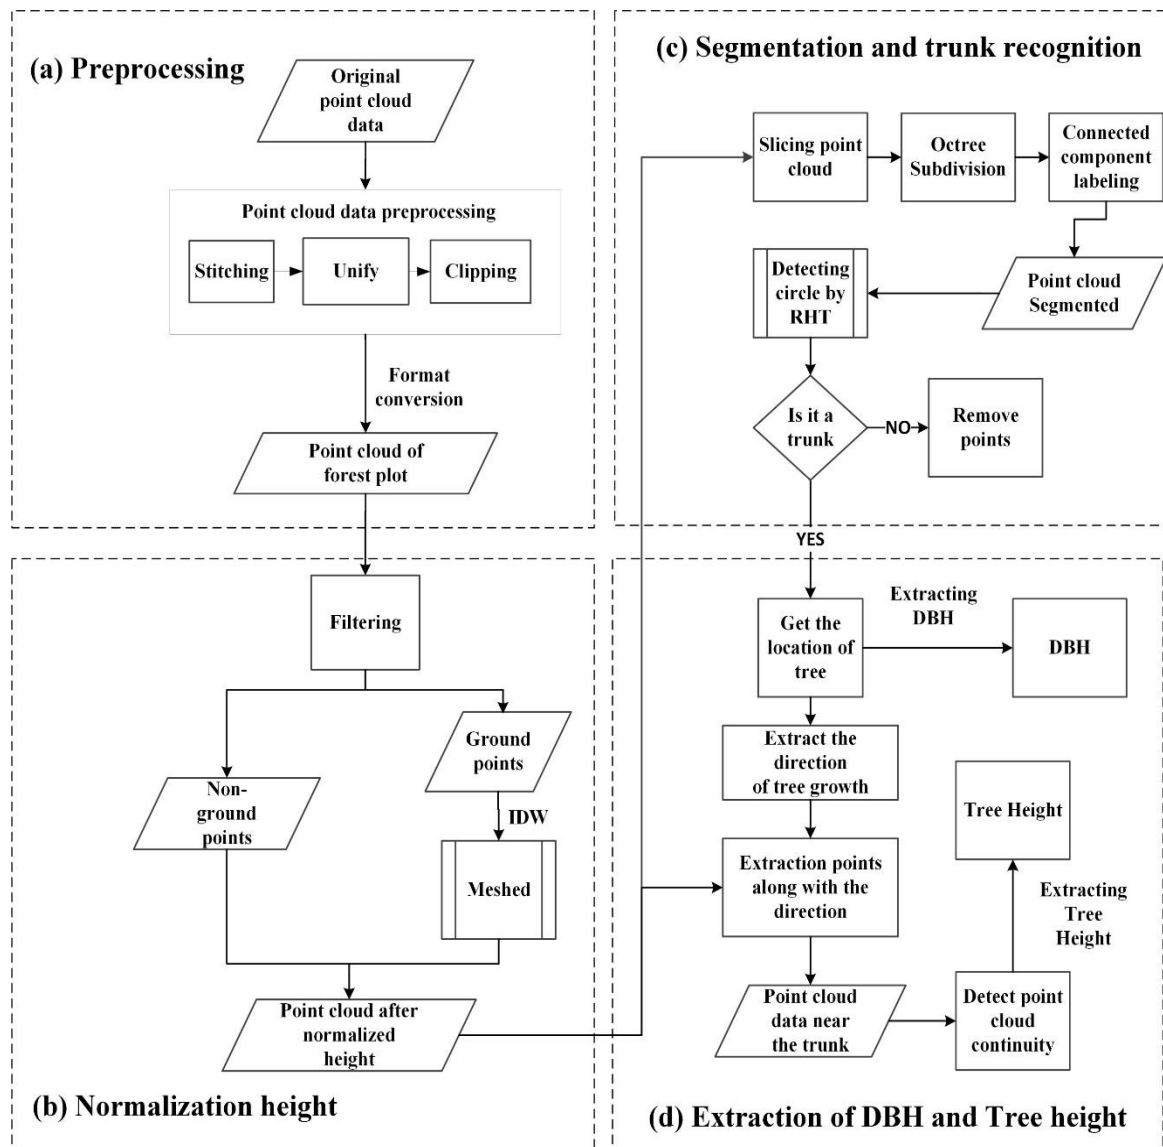 (a) Preprocessing
Original
point cloud
data
Point cloud data preprocessing
Stitching
Unify
Clipping
Format
conversion
Point cloud of
forest plot
Filtering
Ground
points
Non-
ground
points
IDW
Meshed
Point cloud after
normalized
height
(b) Normalization height
(c) Segmentation and trunk recognition
Slicing point
cloud
Octree
Subdivision
Connected
component
labeling
Point cloud
Segmented
Detecting
circle by
RHT
Is it a
trunk
NO
Remove
points
YES
Get the
location of
tree
Extracting
DBH
DBH
Extract the
direction
of tree growth
Extraction points
along with the
direction
Point cloud
data near
the trunk
Detect point
cloud
continuity
Extracting
Tree
Height
Tree Height
(d) Extraction of DBH and Tree height